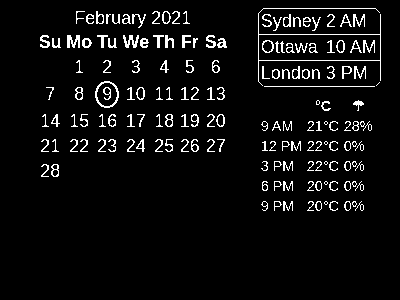 February 2021
Su Mo Tu We Th Fr Sa
1 2 3 4 5 6
7 8 9 10 11 12 13
14 15 16 17 18 19 20
21 22 23 24 25 26 27
28
Sydney 2 AM
Ottawa 10 AM
London 3 PM
°C ☂
9 AM 21°C 28%
12 PM 22°C 0%
3 PM 22°C 0%
6 PM 20°C 0%
9 PM 20°C 0%